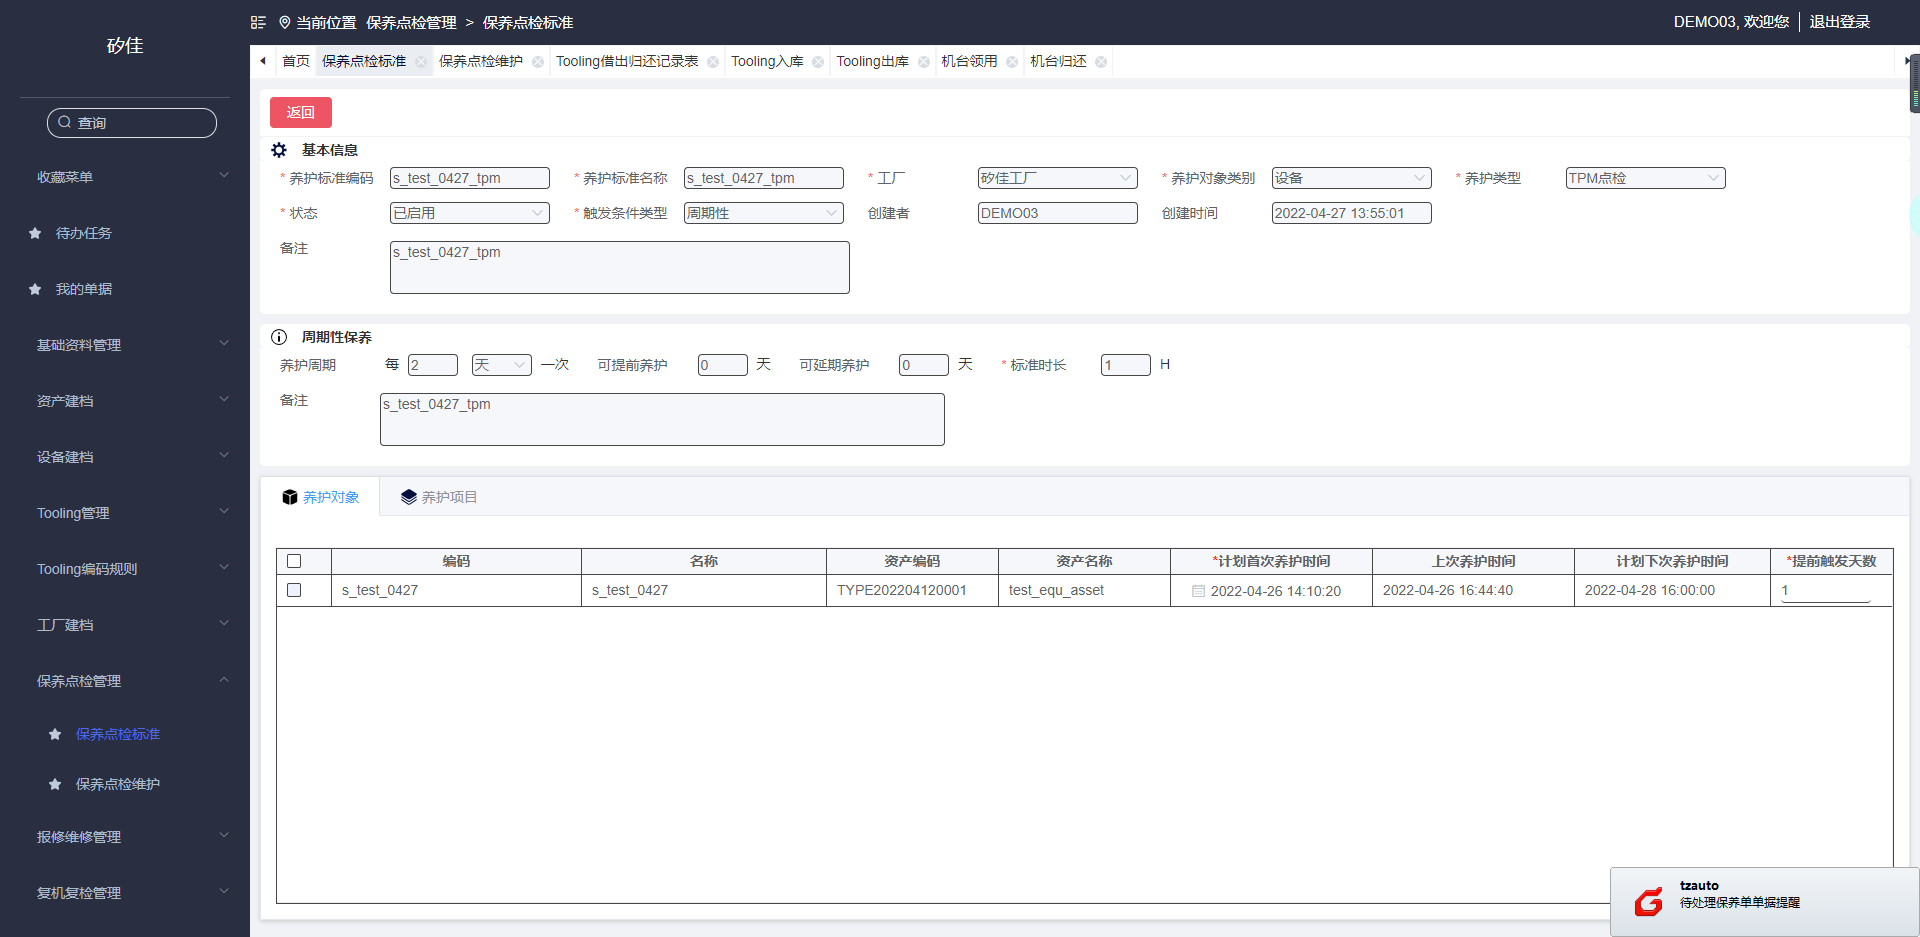 矽佳
当前位置 保养点检管理 > 保养点检标准
DEMO03, 欢迎您 退出登录
首页 保养点检标准 保养点检维护 Tooling借出归还记录表 Tooling入库 Tooling出库 机台领用 机台归还
查询
收藏菜单
待办任务
我的单据
基础资料管理
资产建档
设备建档
Tooling管理
Tooling编码规则
工厂建档
保养点检管理
保养点检标准
保养点检维护
报修维修管理
复机复检管理
返回
基本信息
* 养护标准编码 s_test_0427_tpm * 养护标准名称 s_test_0427_tpm * 工厂 矽佳工厂 * 养护对象类别 设备 * 养护类型 TPM点检
* 状态 已启用 * 触发条件类型 周期性 创建者 DEMO03 创建时间 2022-04-27 13:55:01
备注 s_test_0427_tpm
周期性保养
养护周期 每 2 天 一次 可提前养护 0 天 可延期养护 0 天 * 标准时长 1 H
备注 s_test_0427_tpm
养护对象 养护项目
编码 名称 资产编码 资产名称 *计划首次养护时间 上次养护时间 计划下次养护时间 *提前触发天数
s_test_0427 s_test_0427 TYPE202204120001 test_equ_asset 2022-04-26 14:10:20 2022-04-26 16:44:40 2022-04-28 16:00:00 1
tzauto
待处理保养单单据提醒